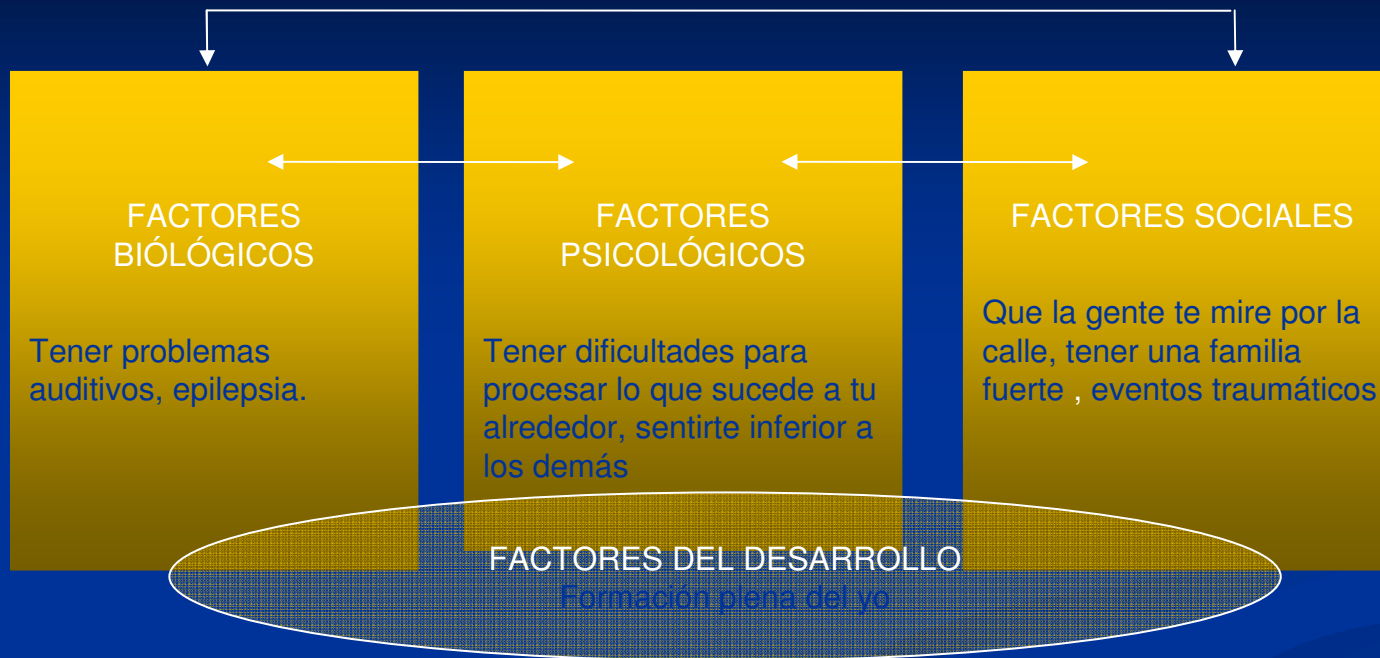 FACTORES
BIÓLÓGICOS
Tener problemas
auditivos, epilepsia.
FACTORES
PSICOLÓGICOS
Tener dificultades para
procesar lo que sucede a tu
alrededor, sentirte inferior a
los demás
FACTORES SOCIALES
Que la gente te mire por la
calle, tener una familia
fuerte , eventos traumáticos
FACTORES DEL DESARROLLO
Formación plena del yo